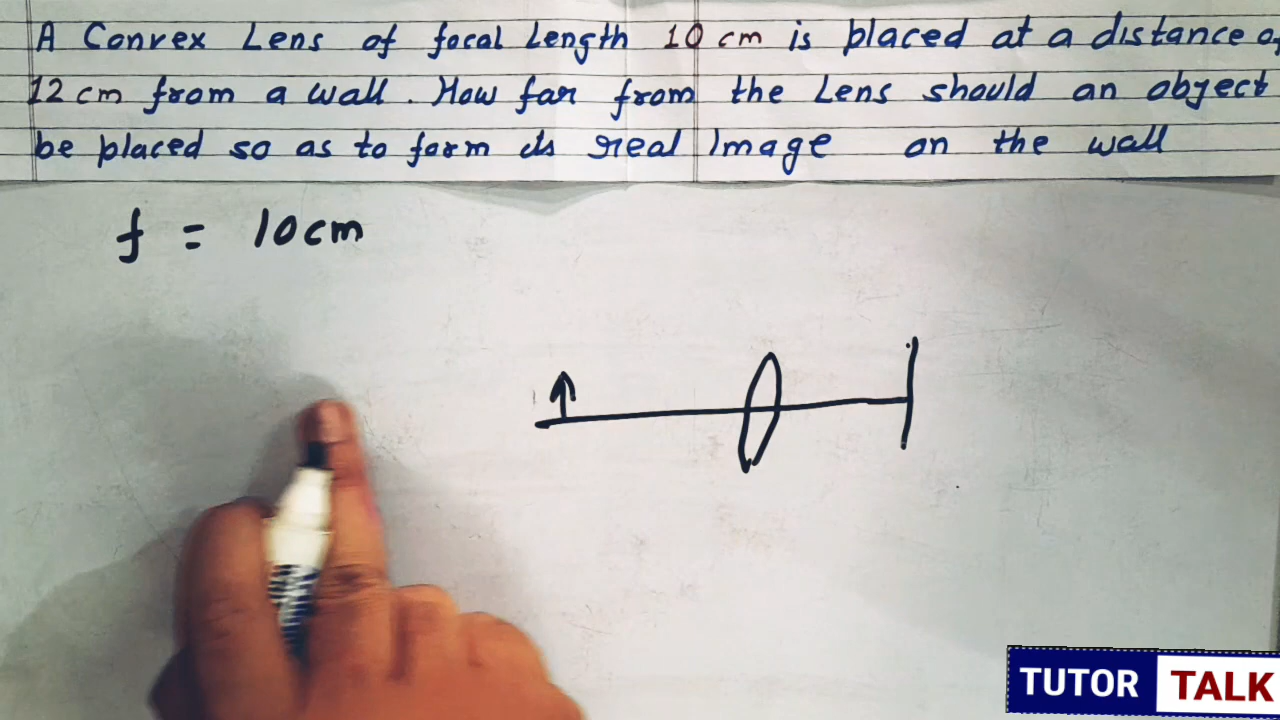 A Convex Lens of focal Length 10 cm is placed at a distance of
12 cm from a wall. How far from the Lens should an object
be placed so as to form its real Image on the wall
f = 10cm
TUTOR TALK